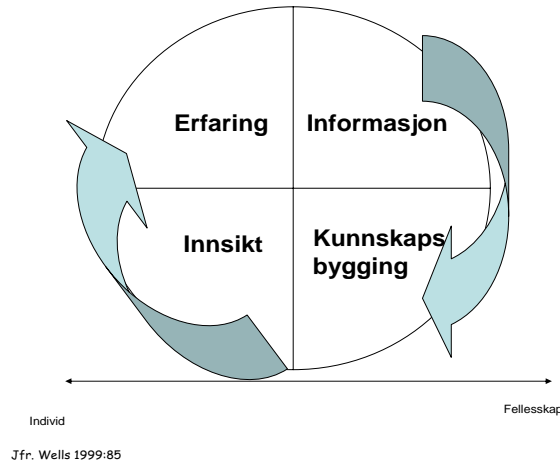 Erfaring
Informasjon
Innsikt
Kunnskaps
bygging
Individ
Fellesskap
Jfr. Wells 1999:85